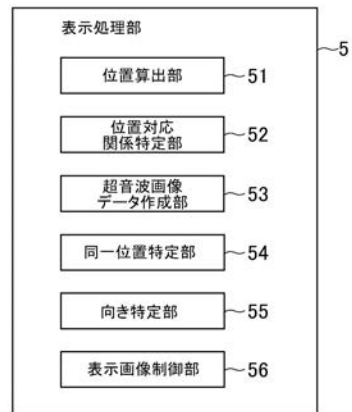 表示処理部
5
位置算出部 51
位置対応
関係特定部 52
超音波画像
データ作成部 53
同一位置特定部 54
向き特定部 55
表示画像制御部 56